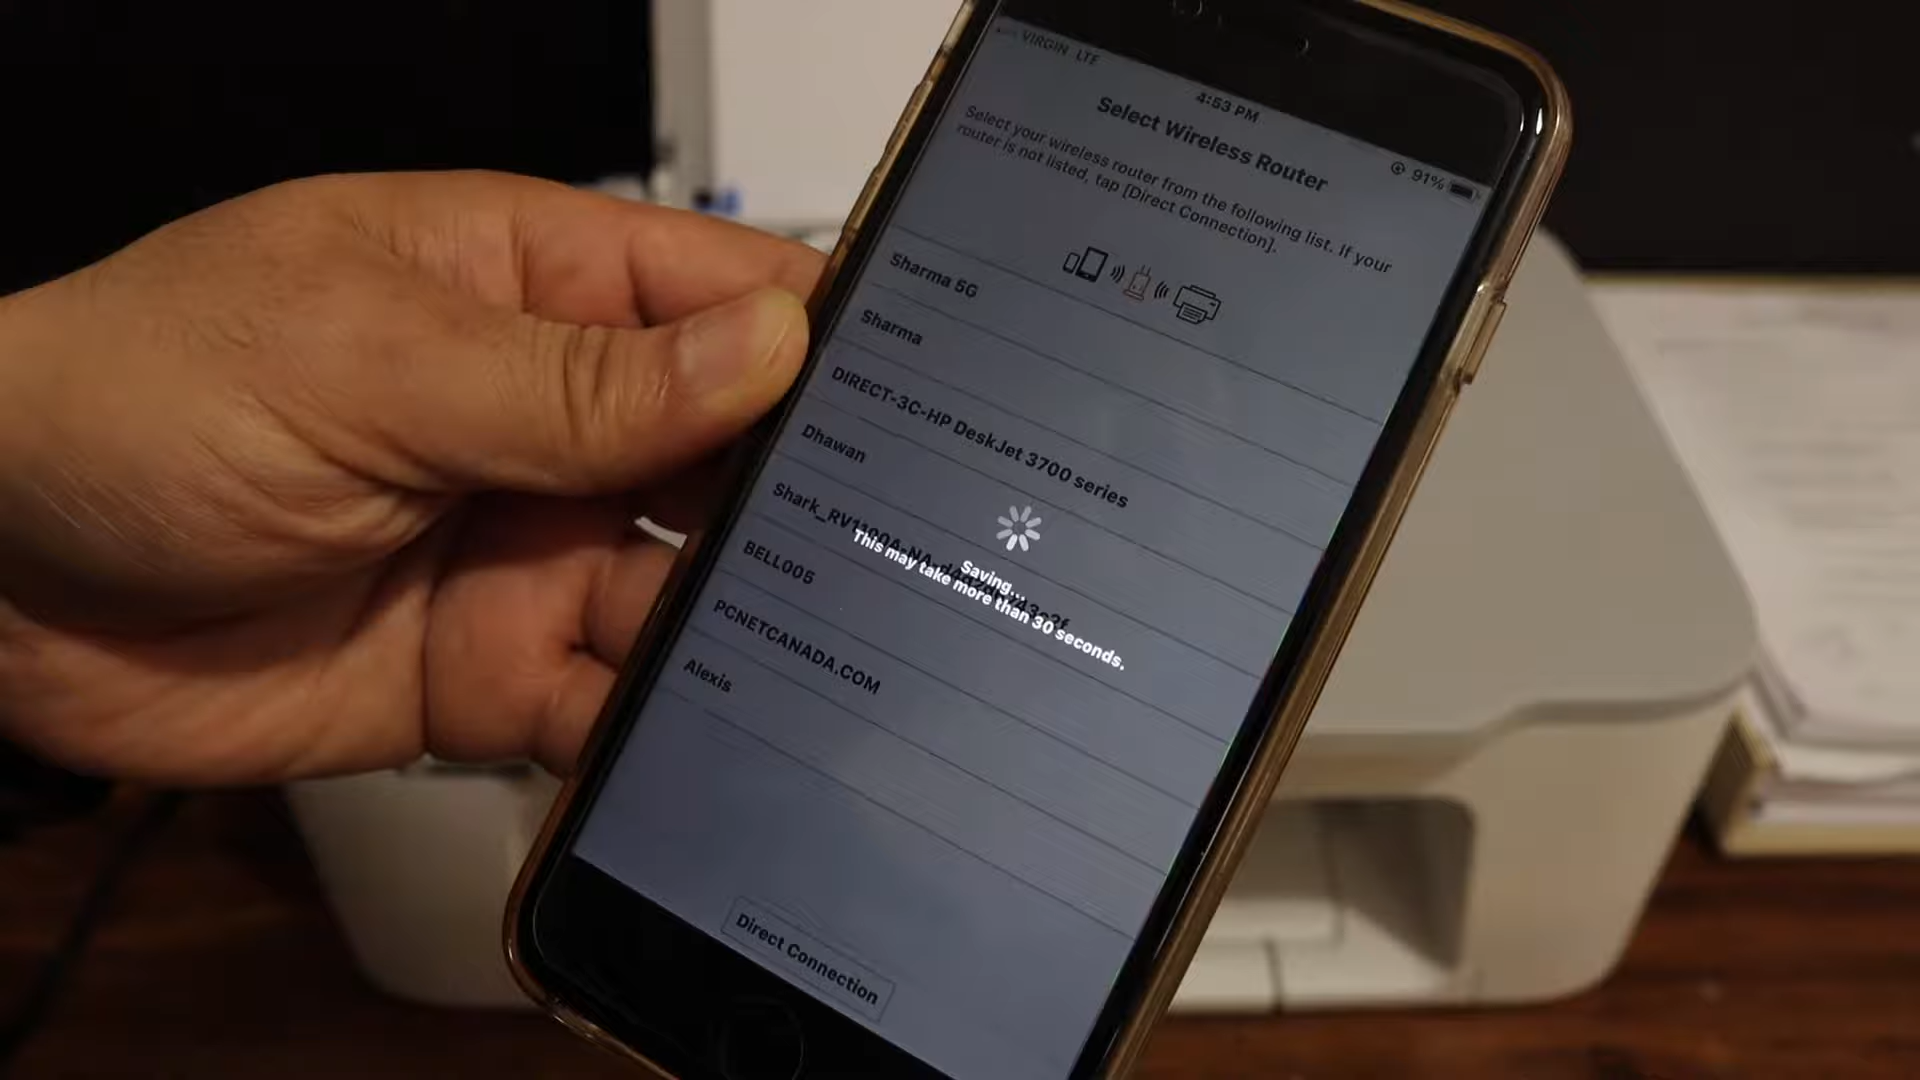 VIRGIN LTE
4:53 PM
91%
Select Wireless Router
Select your wireless router from the following list. If your
router is not listed, tap [Direct Connection].
Sharma 5G
Sharma
DIRECT-3C-HP DeskJet 3700 series
Dhawan
Shark_RV1100A-NA
Saving...
This may take more than 30 seconds.
BELL005
PCNETCANADA.COM
Alexis
Direct Connection